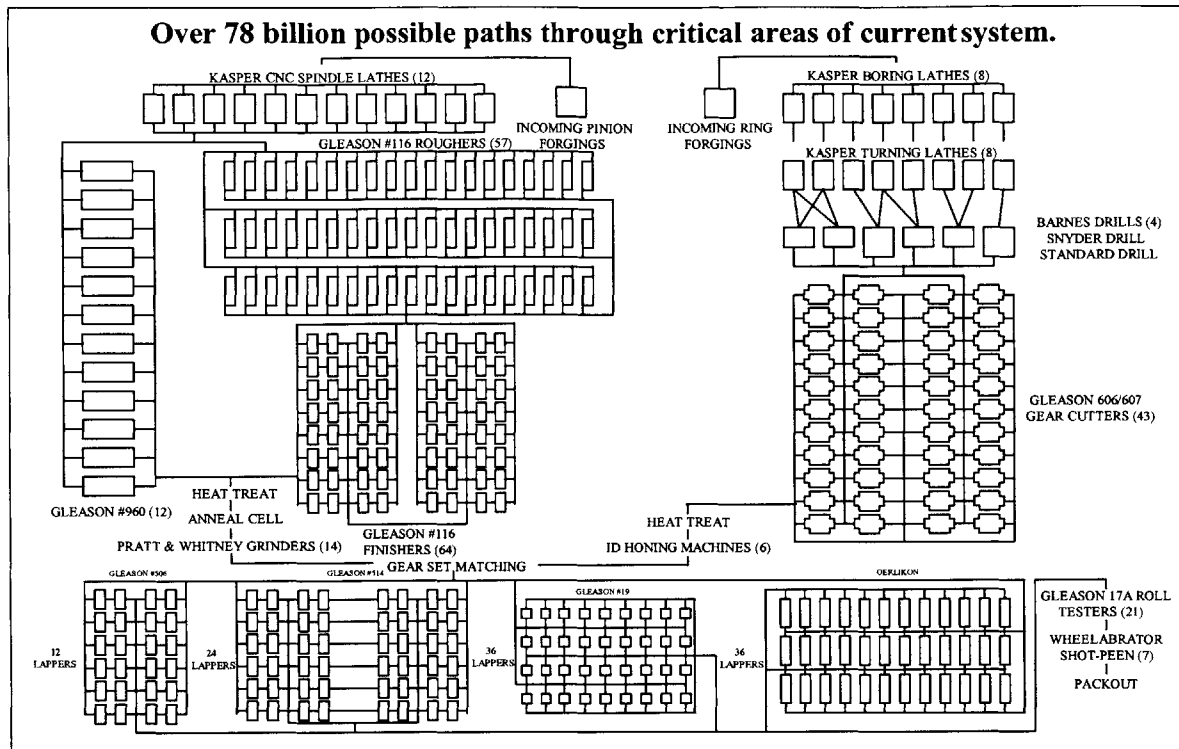 Over 78 billion possible paths through critical areas of current system.
KASPER CNC SPINDLE LATHES (12)
INCOMING PINION
FORGINGS
INCOMING RING
FORGINGS
KASPER BORING LATHES (8)
GLEASON #116 ROUGHERS (57)
KASPER TURNING LATHES (8)
BARNES DRILLS (4)
SNYDER DRILL
STANDARD DRILL
GLEASON 606/607
GEAR CUTTERS (43)
GLEASON #960 (12)
HEAT TREAT
ANNEAL CELL
PRATT & WHITNEY GRINDERS (14)
GLEASON #116
FINISHERS (64)
HEAT TREAT
ID HONING MACHINES (6)
GEAR SET MATCHING
GLEASON #506
GLEASON #514
GLEASON #19
OERLIKON
12
LAPPERS
24
LAPPERS
36
LAPPERS
36
LAPPERS
GLEASON 17A ROLL
TESTERS (21)
WHEELABRATOR
SHOT-PEEN (7)
PACKOUT